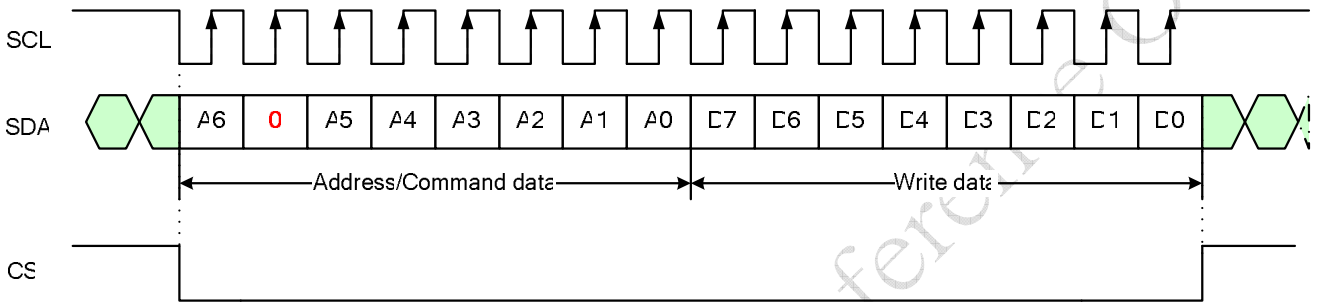 SCL
SDA A6 0 A5 A4 A3 A2 A1 A0 D7 D6 D5 D4 D3 D2 D1 D0
Address/Command data Write data
CS